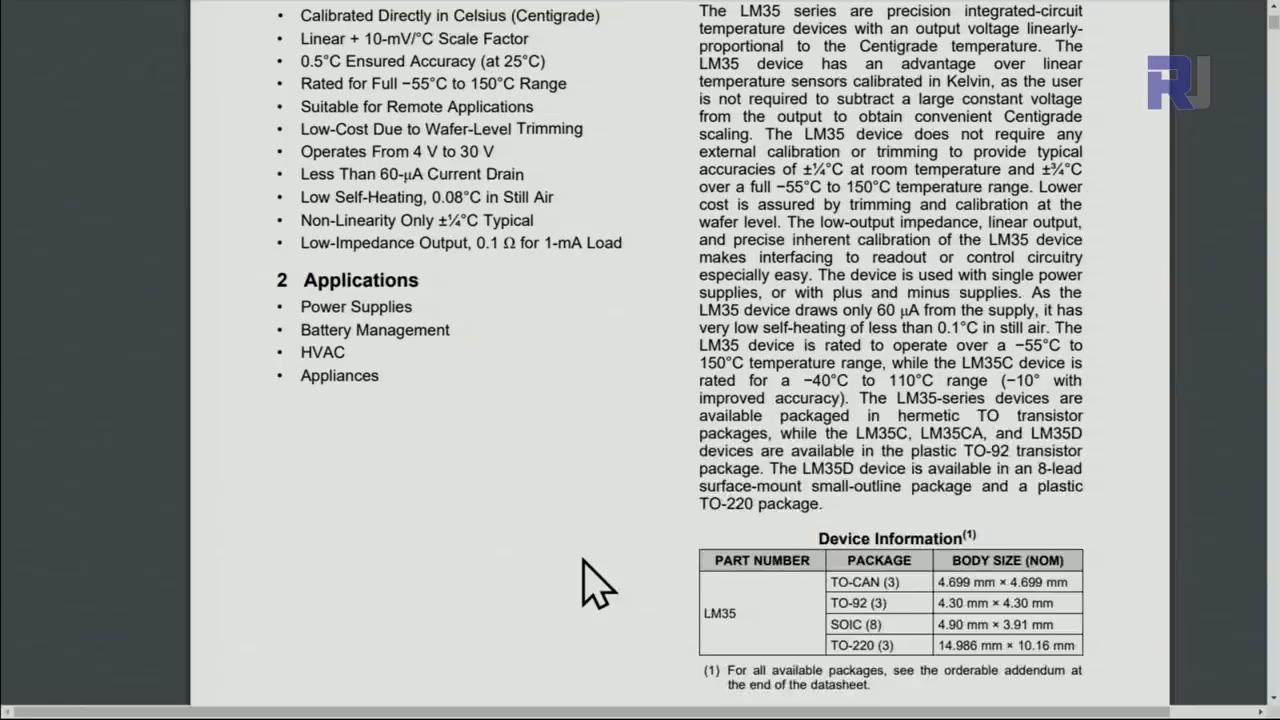 • Calibrated Directly in Celsius (Centigrade)
• Linear + 10-mV/°C Scale Factor
• 0.5°C Ensured Accuracy (at 25°C)
• Rated for Full −55°C to 150°C Range
• Suitable for Remote Applications
• Low-Cost Due to Wafer-Level Trimming
• Operates From 4 V to 30 V
• Less Than 60-μA Current Drain
• Low Self-Heating, 0.08°C in Still Air
• Non-Linearity Only ±¼°C Typical
• Low-Impedance Output, 0.1 Ω for 1-mA Load
2 Applications
• Power Supplies
• Battery Management
• HVAC
• Appliances
The LM35 series are precision integrated-circuit
temperature devices with an output voltage linearly-
proportional to the Centigrade temperature. The
LM35 device has an advantage over linear
temperature sensors calibrated in Kelvin, as the user
is not required to subtract a large constant voltage
from the output to obtain convenient Centigrade
scaling. The LM35 device does not require any
external calibration or trimming to provide typical
accuracies of ±¼°C at room temperature and ±¾°C
over a full −55°C to 150°C temperature range. Lower
cost is assured by trimming and calibration at the
wafer level. The low-output impedance, linear output,
and precise inherent calibration of the LM35 device
makes interfacing to readout or control circuitry
especially easy. The device is used with single power
supplies, or with plus and minus supplies. As the
LM35 device draws only 60 μA from the supply, it has
very low self-heating of less than 0.1°C in still air. The
LM35 device is rated to operate over a −55°C to
150°C temperature range, while the LM35C device is
rated for a −40°C to 110°C range (−10° with
improved accuracy). The LM35-series devices are
available packaged in hermetic TO transistor
packages, while the LM35C, LM35CA, and LM35D
devices are available in the plastic TO-92 transistor
package. The LM35D device is available in an 8-lead
surface-mount small-outline package and a plastic
TO-220 package.
Device Information(1)
PART NUMBER PACKAGE BODY SIZE (NOM)
LM35
TO-CAN (3) 4.699 mm × 4.699 mm
TO-92 (3) 4.30 mm × 4.30 mm
SOIC (8) 4.90 mm × 3.91 mm
TO-220 (3) 14.986 mm × 10.16 mm
(1) For all available packages, see the orderable addendum at
the end of the datasheet.
RJ